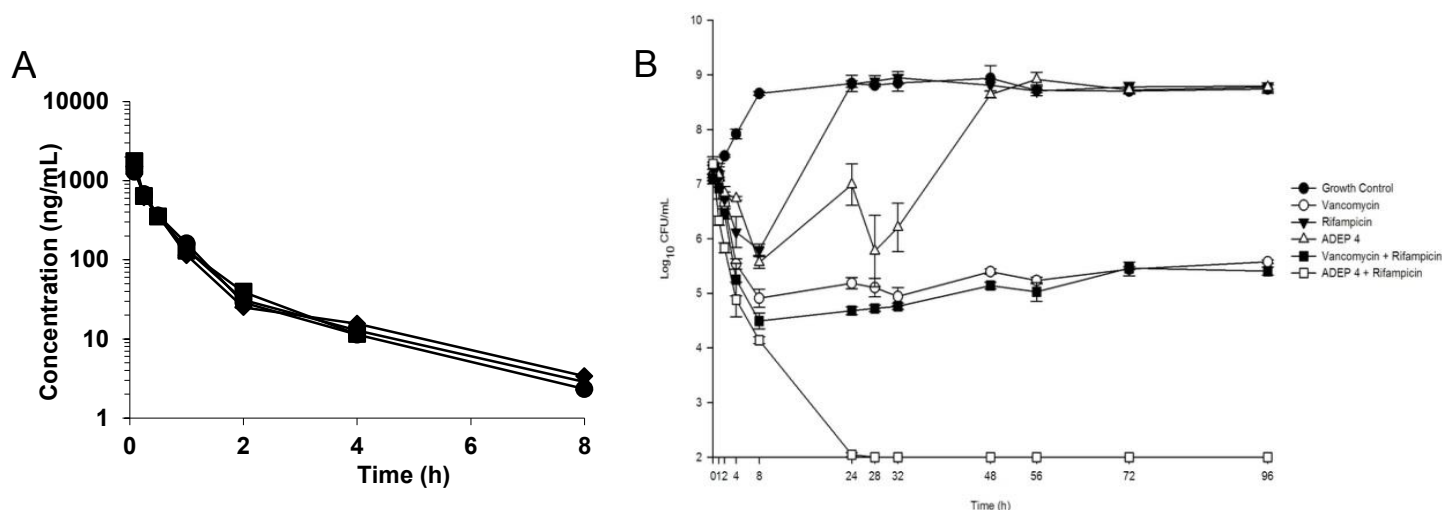 A
Concentration (ng/mL)
10000
1000
100
10
1
0
2
4
6
8
Time (h)
B
Log10 CFU/mL
10
9
8
7
6
5
4
3
2
0 1 2 4 8 24 28 32 48 56 72 96
Time (h)
Growth Control
Vancomycin
Rifampicin
ADEP 4
Vancomycin + Rifampicin
ADEP 4 + Rifampicin